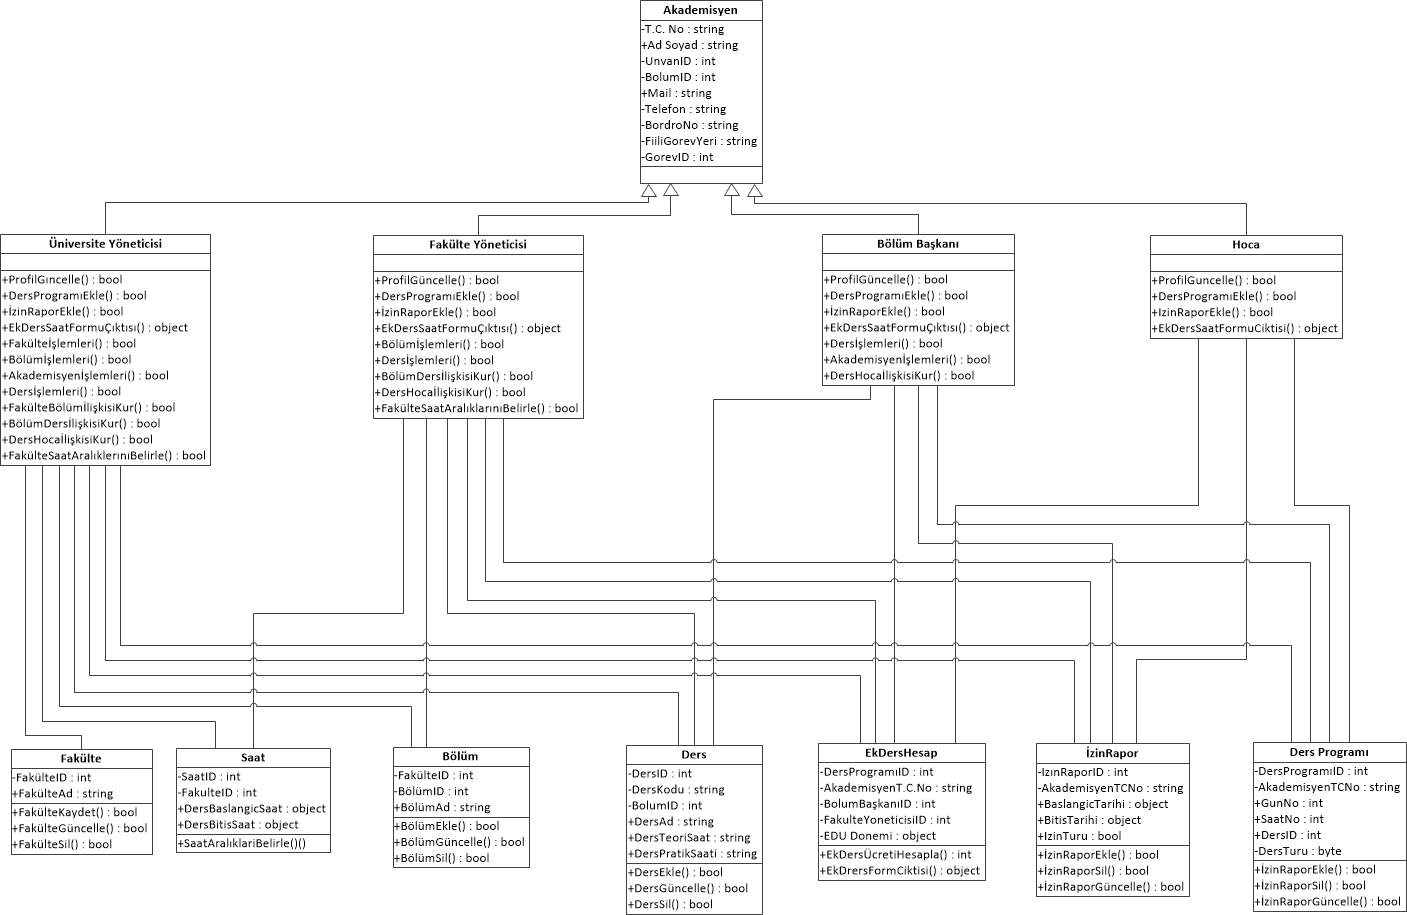 Akademisyen
-T.C. No : string
+Ad Soyad : string
-UnvanID : int
-BolumID : int
+Mail : string
-Telefon : string
-BordroNo : string
-FiiliGorevYeri : string
-GorevID : int
Üniversite Yöneticisi
+ProfilGıncelle() : bool
+DersProgramıEkle() : bool
+İzinRaporEkle() : bool
+EkDersSaatFormuÇıktısı() : object
+Fakülteİşlemleri() : bool
+Bölümİşlemleri() : bool
+Akademisyenİşlemleri() : bool
+Dersİşlemleri() : bool
+FakülteBölümİlişkisiKur() : bool
+BölümDersİlişkisiKur() : bool
+DersHocaİlişkisiKur() : bool
+FakülteSaatAralıklerınıBelirle() : bool
Fakülte Yöneticisi
+ProfilGüncelle() : bool
+DersProgramıEkle() : bool
+İzinRaporEkle() : bool
+EkDersSaatFormuÇıktısı() : object
+Bölümİşlemleri() : bool
+Dersİşlemleri() : bool
+BölümDersİlişkisiKur() : bool
+DersHocaİlişkisiKur() : bool
+FakülteSaatAralıklarınıBelirle() : bool
Bölüm Başkanı
+ProfilGüncelle() : bool
+DersProgramıEkle() : bool
+İzinRaporEkle() : bool
+EkDersSaatFormuÇıktısı() : object
+Dersİşlemleri() : bool
+Akademisyenİşlemleri() : bool
+DersHocaİlişkisiKur() : bool
Hoca
+ProfilGuncelle() : bool
+DersProgramıEkle() : bool
+IzinRaporEkle() : bool
+EkDersSaatFormuCiktisi() : object
Fakülte
-FakülteID : int
+FakülteAd : string
+FakülteKaydet() : bool
+FakülteGüncelle() : bool
+FakülteSil() : bool
Saat
-SaatID : int
-FakulteID : int
+DersBaslangicSaat : object
+DersBitisSaat : object
+SaatAralıklariBelirle()()
Bölüm
-FakülteID : int
-BölümID : int
+BölümAd : string
+BölümEkle() : bool
+BölümGüncelle() : bool
+BölümSil() : bool
Ders
-DersID : int
-DersKodu : string
-BolumID : int
+DersAd : string
+DersTeoriSaat : string
+DersPratikSaati : string
+DersEkle() : bool
+DersGüncelle() : bool
+DersSil() : bool
EkDersHesap
-DersProgramıID : int
-AkademisyenT.C.No : string
-BolumBaşkanıID : int
-FakulteYoneticisiID : int
-EDU Donemi : object
+EkDersÜcretiHesapla() : int
+EkDrersFormCiktisi() : object
İzinRapor
-IzınRaporID : int
-AkademisyenTCNo : string
+BaslangicTarihi : object
+BitisTarihi : object
+IzinTuru : bool
+İzinRaporEkle() : bool
+İzinRaporSil() : bool
+İzinRaporGüncelle() : bool
Ders Programı
-DersProgramıID : int
-AkademisyenTCNo : string
+GunNo : int
+SaatNo : int
+DersID : int
-DersTuru : byte
+İzinRaporEkle() : bool
+İzinRaporSil() : bool
+İzinRaporGüncelle() : bool